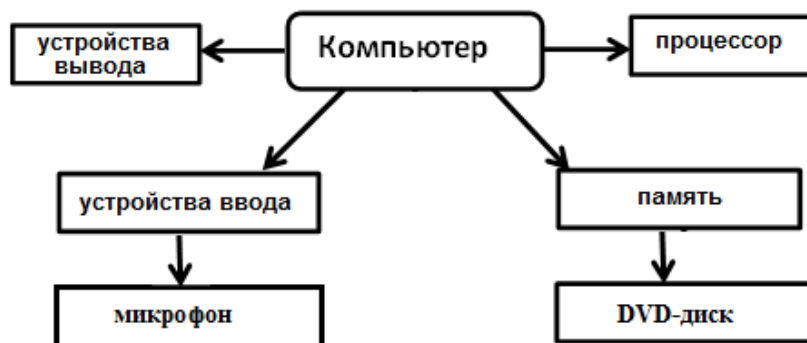 устройства
вывода
Компьютер
процессор
устройства ввода
память
микрофон
DVD-диск